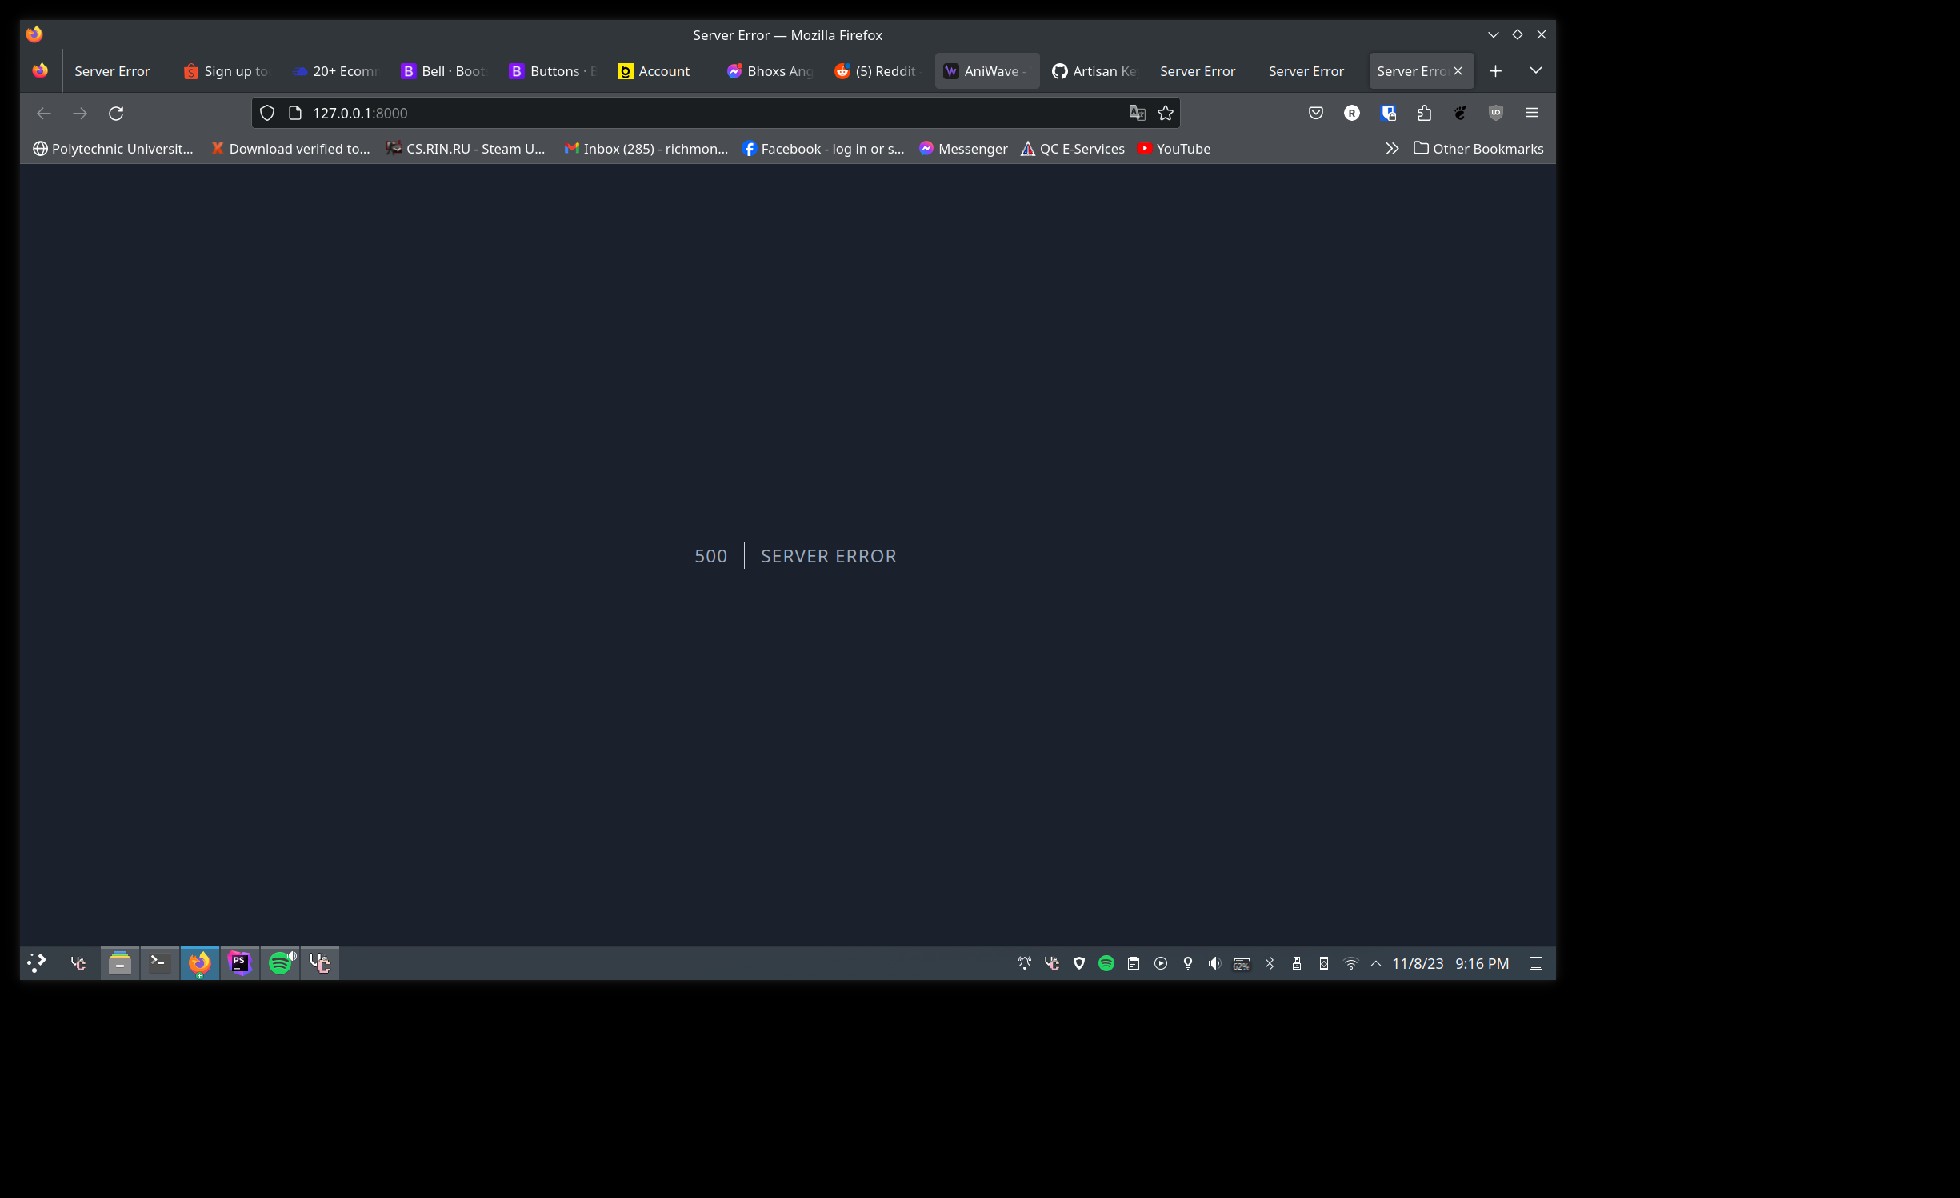 Server Error — Mozilla Firefox
Server Error Sign up to 20+ Ecom Bell · Boot Buttons · Account Bhoxs Ang (5) Reddit - AniWave - Artisan Ke Server Error Server Error Server Erro
127.0.0.1:8000
Polytechnic Universit... Download verified to... CS.RIN.RU - Steam U... Inbox (285) - richmon... Facebook - log in or s... Messenger QC E-Services YouTube Other Bookmarks
500 SERVER ERROR
11/8/23 9:16 PM